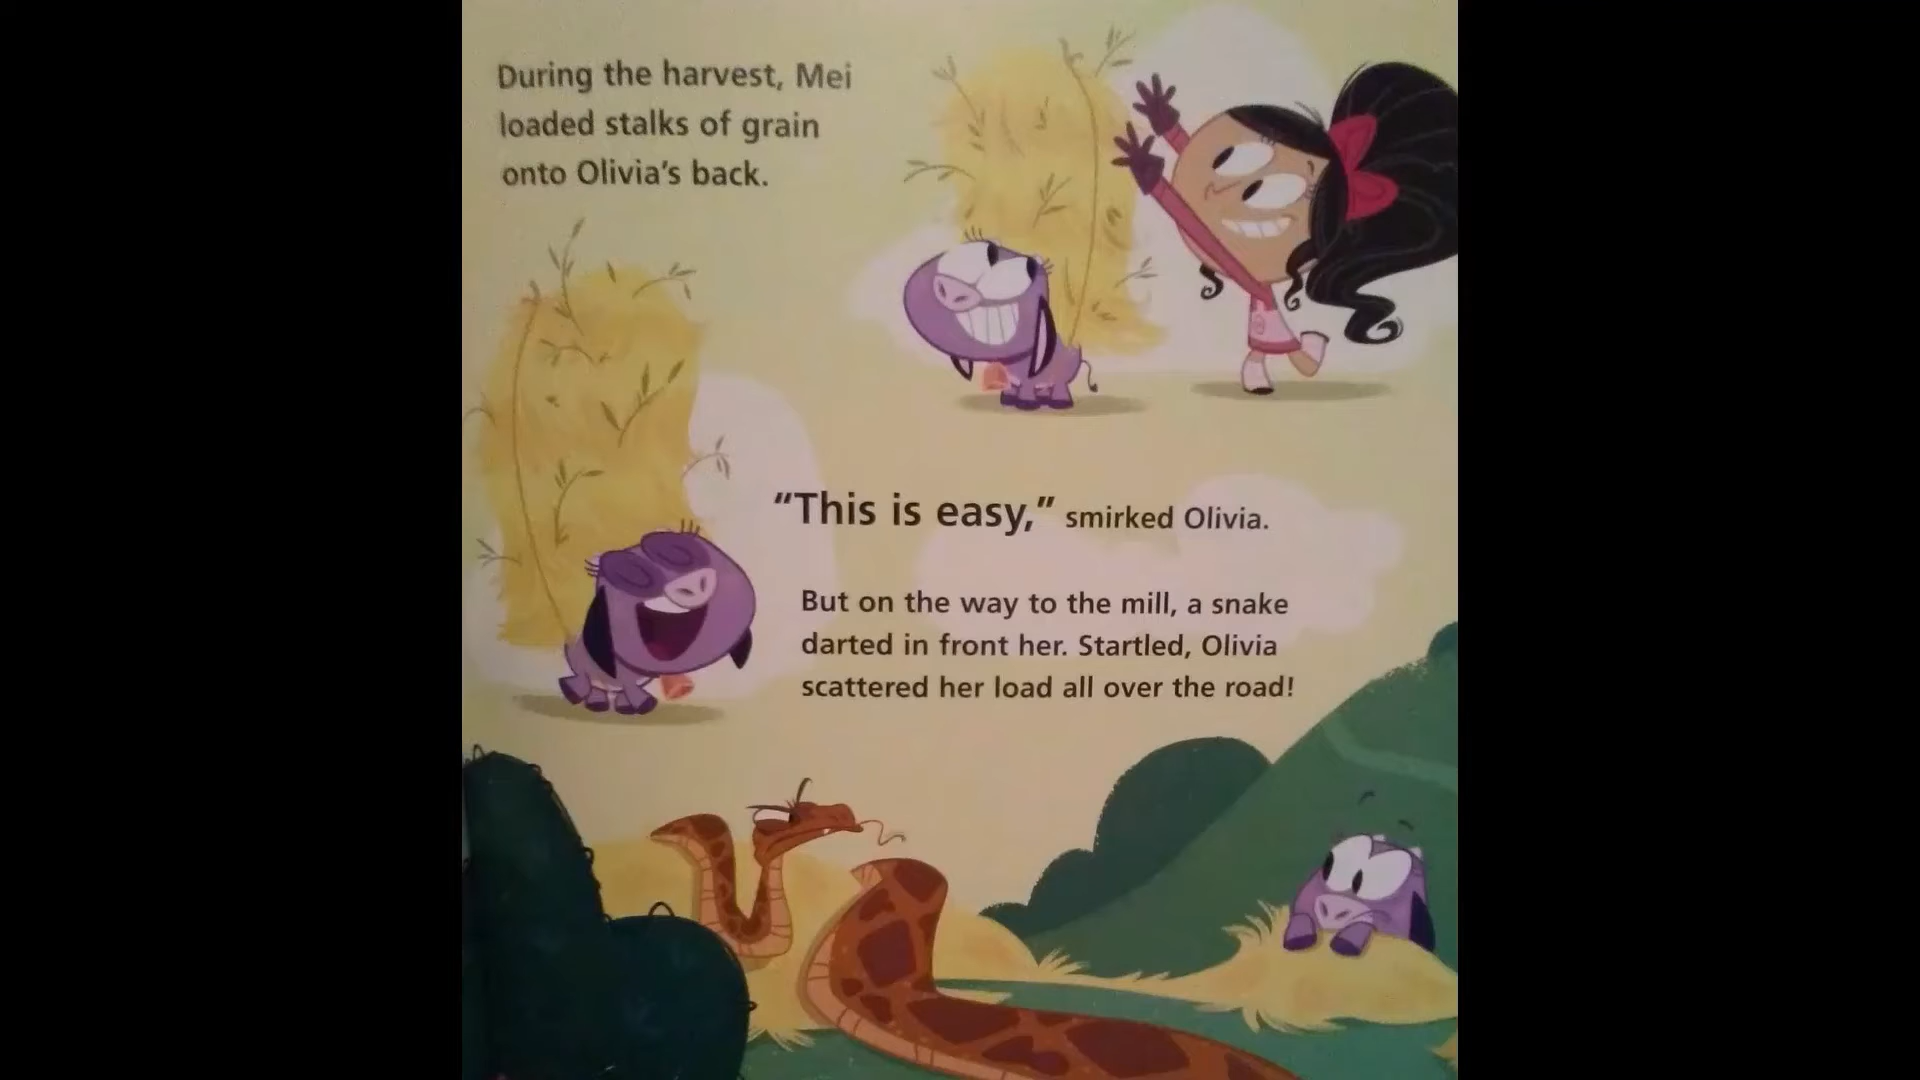 During the harvest, Mei
loaded stalks of grain
onto Olivia's back.
"This is easy," smirked Olivia.
But on the way to the mill, a snake
darted in front her. Startled, Olivia
scattered her load all over the road!